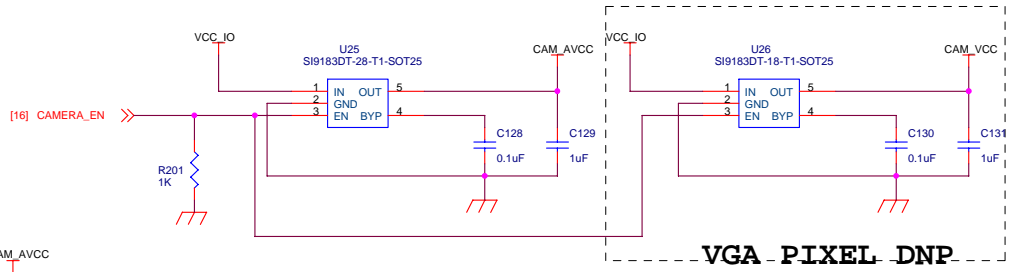 VCC_IO
U25
SI9183DT-28-T1-SOT25
CAM_AVCC
1 IN OUT 5
2 GND
3 EN BYP 4
[16] CAMERA_EN
R201
1K
C128
0.1uF
C129
1uF
VCC_IO
U26
SI9183DT-18-T1-SOT25
CAM_VCC
1 IN OUT 5
2 GND
3 EN BYP 4
C130
0.1uF
C131
1uF
VGA PIXEL DNP
AM_AVCC